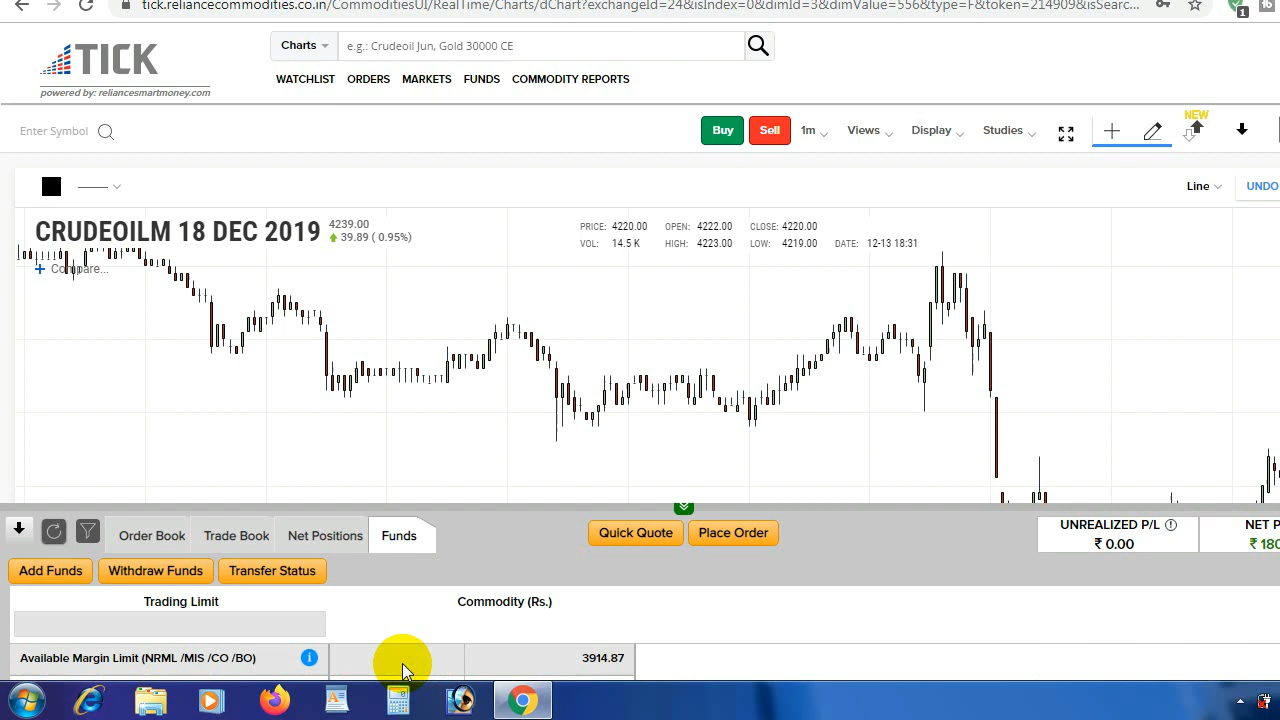 tick.reliancecommodities.co.in/CommoditiesUI/RealTime/Charts/dChart?exchangeId=24&isIndex=0&dimId=3&dimValue=556&type=F&token=214909&isSearc...
1
TICK
powered by: reliancesmartmoney.com
Charts
e.g.: Crudeoil Jun, Gold 30000 CE
WATCHLIST ORDERS MARKETS FUNDS COMMODITY REPORTS
Enter Symbol
Buy Sell 1m Views Display Studies
NEW
Line UNDO
CRUDEOILM 18 DEC 2019
4239.00
39.89 ( 0.95%)
PRICE: 4220.00 OPEN: 4222.00 CLOSE: 4220.00
VOL: 14.5 K HIGH: 4223.00 LOW: 4219.00 DATE: 12-13 18:31
+ Compare...
Order Book Trade Book Net Positions Funds
Quick Quote Place Order
UNREALIZED P/L
₹ 0.00
NET P
₹ 180
Add Funds Withdraw Funds Transfer Status
Trading Limit Commodity (Rs.)
Available Margin Limit (NRML /MIS /CO /BO) 3914.87